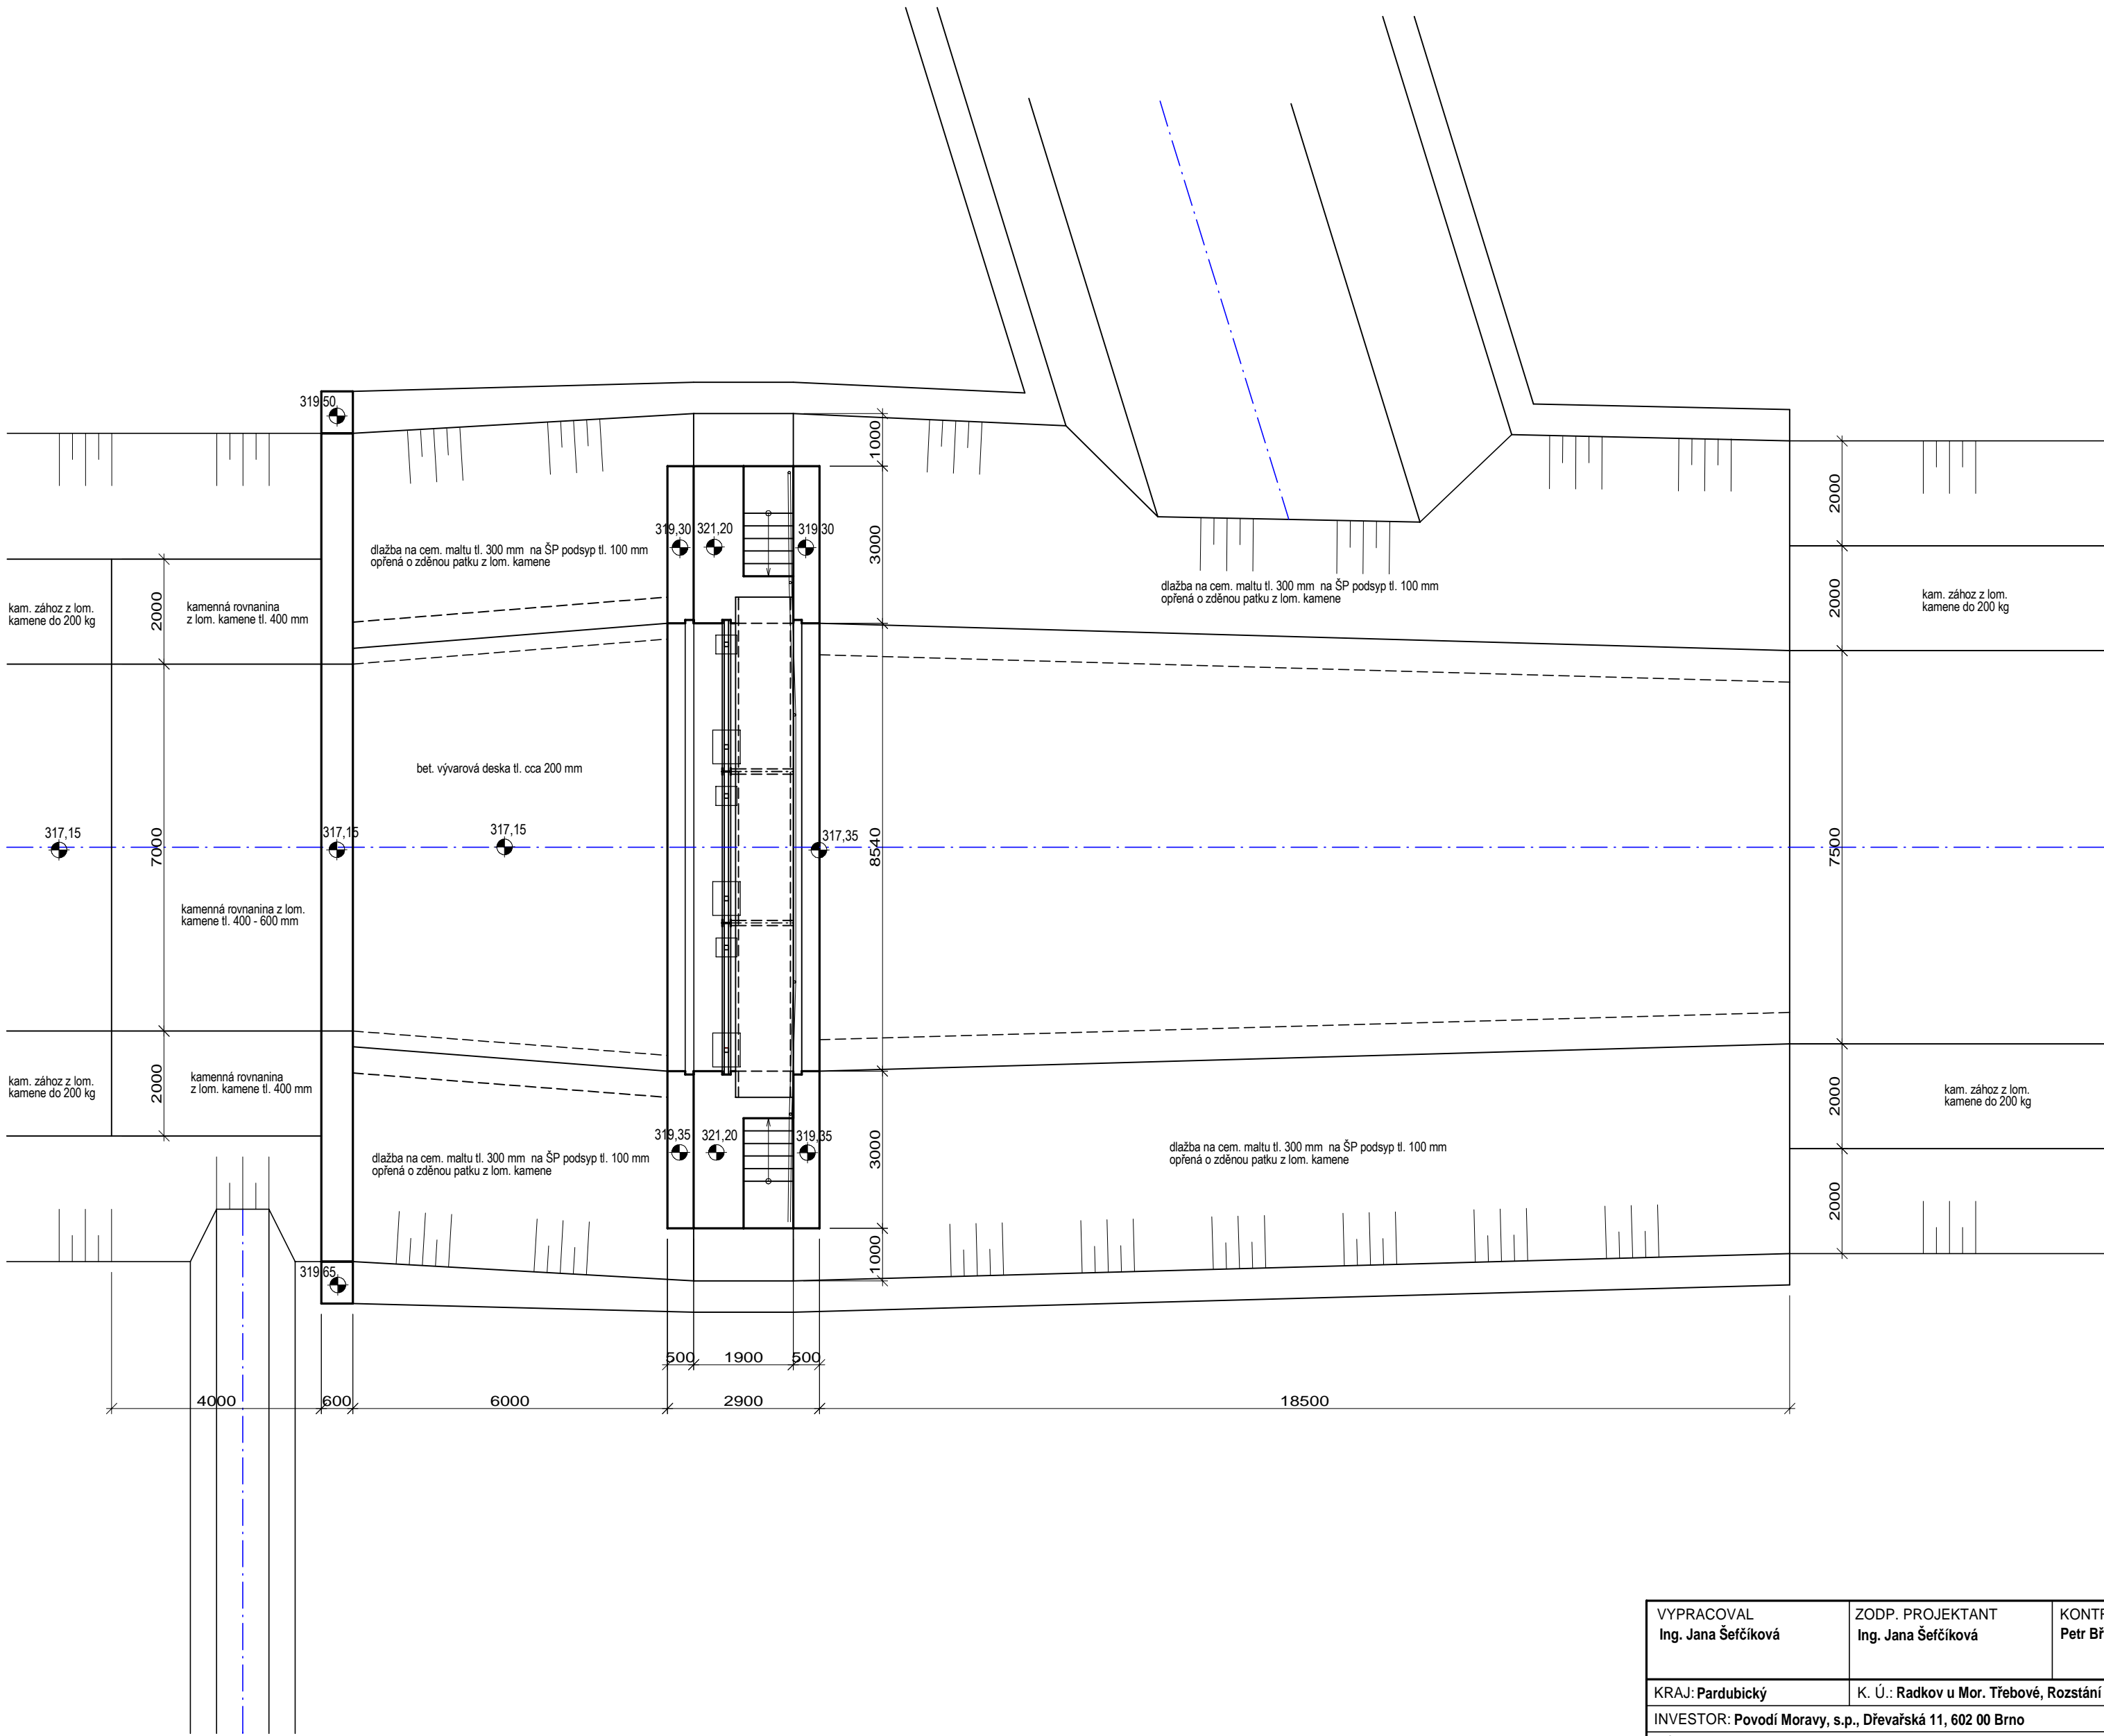 319,50
1000
2000
319,30
321,20
319,30
3000
dlažba na cem. maltu tl. 300 mm na ŠP podsyp tl. 100 mm
opřená o zděnou patku z lom. kamene
dlažba na cem. maltu tl. 300 mm na ŠP podsyp tl. 100 mm
opřená o zděnou patku z lom. kamene
kam. zához z lom.
kamene do 200 kg
2000
kamenná rovnanina
z lom. kamene tl. 400 mm
2000
kam. zához z lom.
kamene do 200 kg
bet. vývarová deska tl. cca 200 mm
317,15
7000
317,15
317,15
317,35
8540
7500
kamenná rovnanina z lom.
kamene tl. 400 - 600 mm
kam. zához z lom.
kamene do 200 kg
2000
kamenná rovnanina
z lom. kamene tl. 400 mm
2000
kam. zához z lom.
kamene do 200 kg
319,35
321,20
319,35
3000
dlažba na cem. maltu tl. 300 mm na ŠP podsyp tl. 100 mm
opřená o zděnou patku z lom. kamene
dlažba na cem. maltu tl. 300 mm na ŠP podsyp tl. 100 mm
opřená o zděnou patku z lom. kamene
2000
1000
319,65
500
1900
500
4000
600
6000
2900
18500
VYPRACOVAL
Ing. Jana Šefčíková
ZODP. PROJEKTANT
Ing. Jana Šefčíková
Petr
KRAJ: Pardubický
K. Ú.: Radkov u Mor. Třebové, Rozstání
INVESTOR: Povodí Moravy, s.p., Dřevařská 11, 602 00 Brno